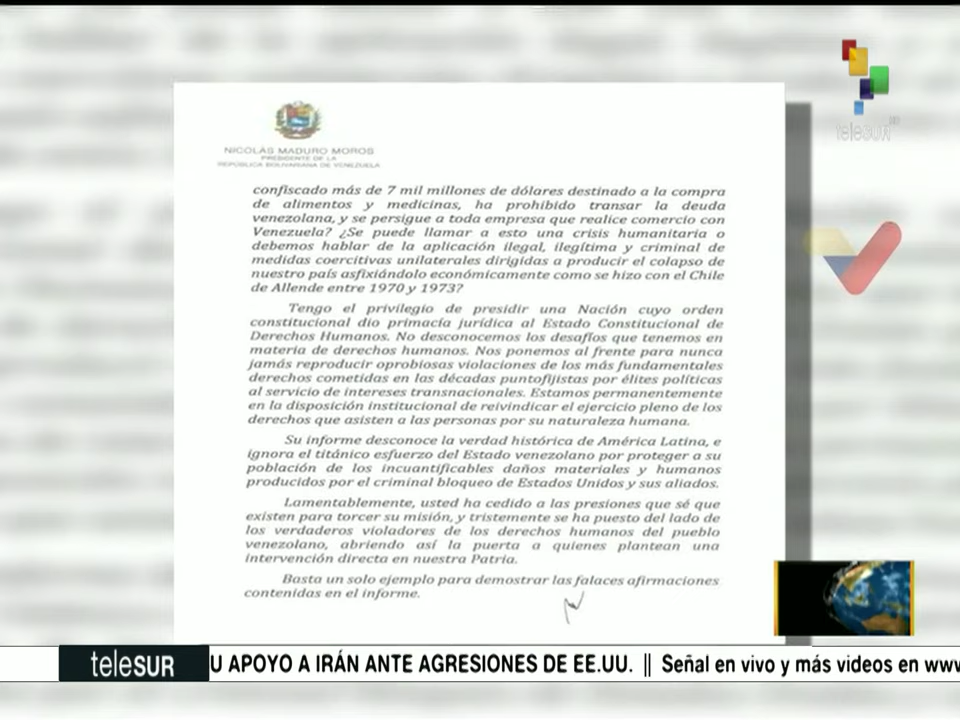 teleSUR HD
NICOLÁS MADURO MOROS
PRESIDENTE DE LA
REPÚBLICA BOLIVARIANA DE VENEZUELA
confiscado más de 7 mil millones de dólares destinado a la compra
de alimentos y medicinas, ha prohibido transar la deuda
venezolana, y se persigue a toda empresa que realice comercio con
Venezuela? ¿Se puede llamar a esto una crisis humanitaria o
debemos hablar de la aplicación ilegal, ilegítima y criminal de
medidas coercitivas unilaterales dirigidas a producir el colapso de
nuestro país asfixiándolo económicamente como se hizo con el Chile
de Allende entre 1970 y 1973?
Tengo el privilegio de presidir una Nación cuyo orden
constitucional dio primacía jurídica al Estado Constitucional de
Derechos Humanos. No desconocemos los desafíos que tenemos en
materia de derechos humanos. Nos ponemos al frente para nunca
jamás reproducir oprobiosas violaciones de los más fundamentales
derechos cometidas en las décadas puntofijistas por élites políticas
al servicio de intereses transnacionales. Estamos permanentemente
en la disposición institucional de reivindicar el ejercicio pleno de los
derechos que asisten a las personas por su naturaleza humana.
Su informe desconoce la verdad histórica de América Latina, e
ignora el titánico esfuerzo del Estado venezolano por proteger a su
población de los incuantificables daños materiales y humanos
producidos por el criminal bloqueo de Estados Unidos y sus aliados.
Lamentablemente, usted ha cedido a las presiones que sé que
existen para torcer su misión, y tristemente se ha puesto del lado de
los verdaderos violadores de los derechos humanos del pueblo
venezolano, abriendo así la puerta a quienes plantean una
intervención directa en nuestra Patria.
Basta un solo ejemplo para demostrar las falaces afirmaciones
contenidas en el informe.
teleSUR U APOYO A IRÁN ANTE AGRESIONES DE EE.UU. || Señal en vivo y más videos en www